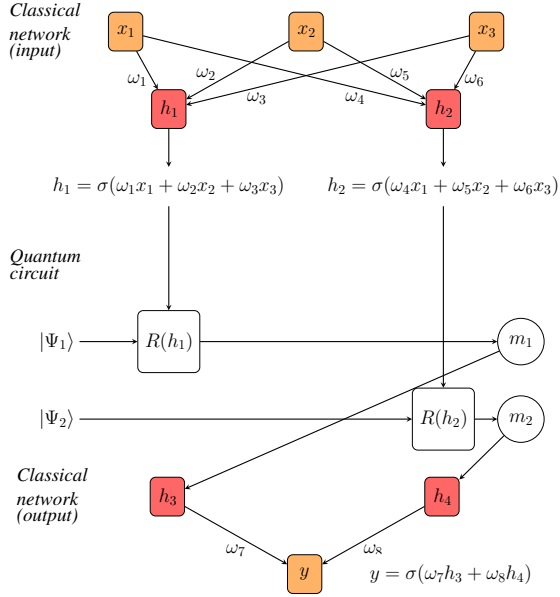 Classical
network
(input)
x₁ x₂ x₃
ω₁ ω₂ ω₃ ω₄ ω₅ ω₆
h₁ h₂
h₁ = σ(ω₁x₁ + ω₂x₂ + ω₃x₃) h₂ = σ(ω₄x₁ + ω₅x₂ + ω₆x₃)
Quantum
circuit
|Ψ₁⟩ R(h₁) m₁
|Ψ₂⟩ R(h₂) m₂
Classical
network
(output)
h₃ h₄
ω₇ ω₈
y y = σ(ω₇h₃ + ω₈h₄)